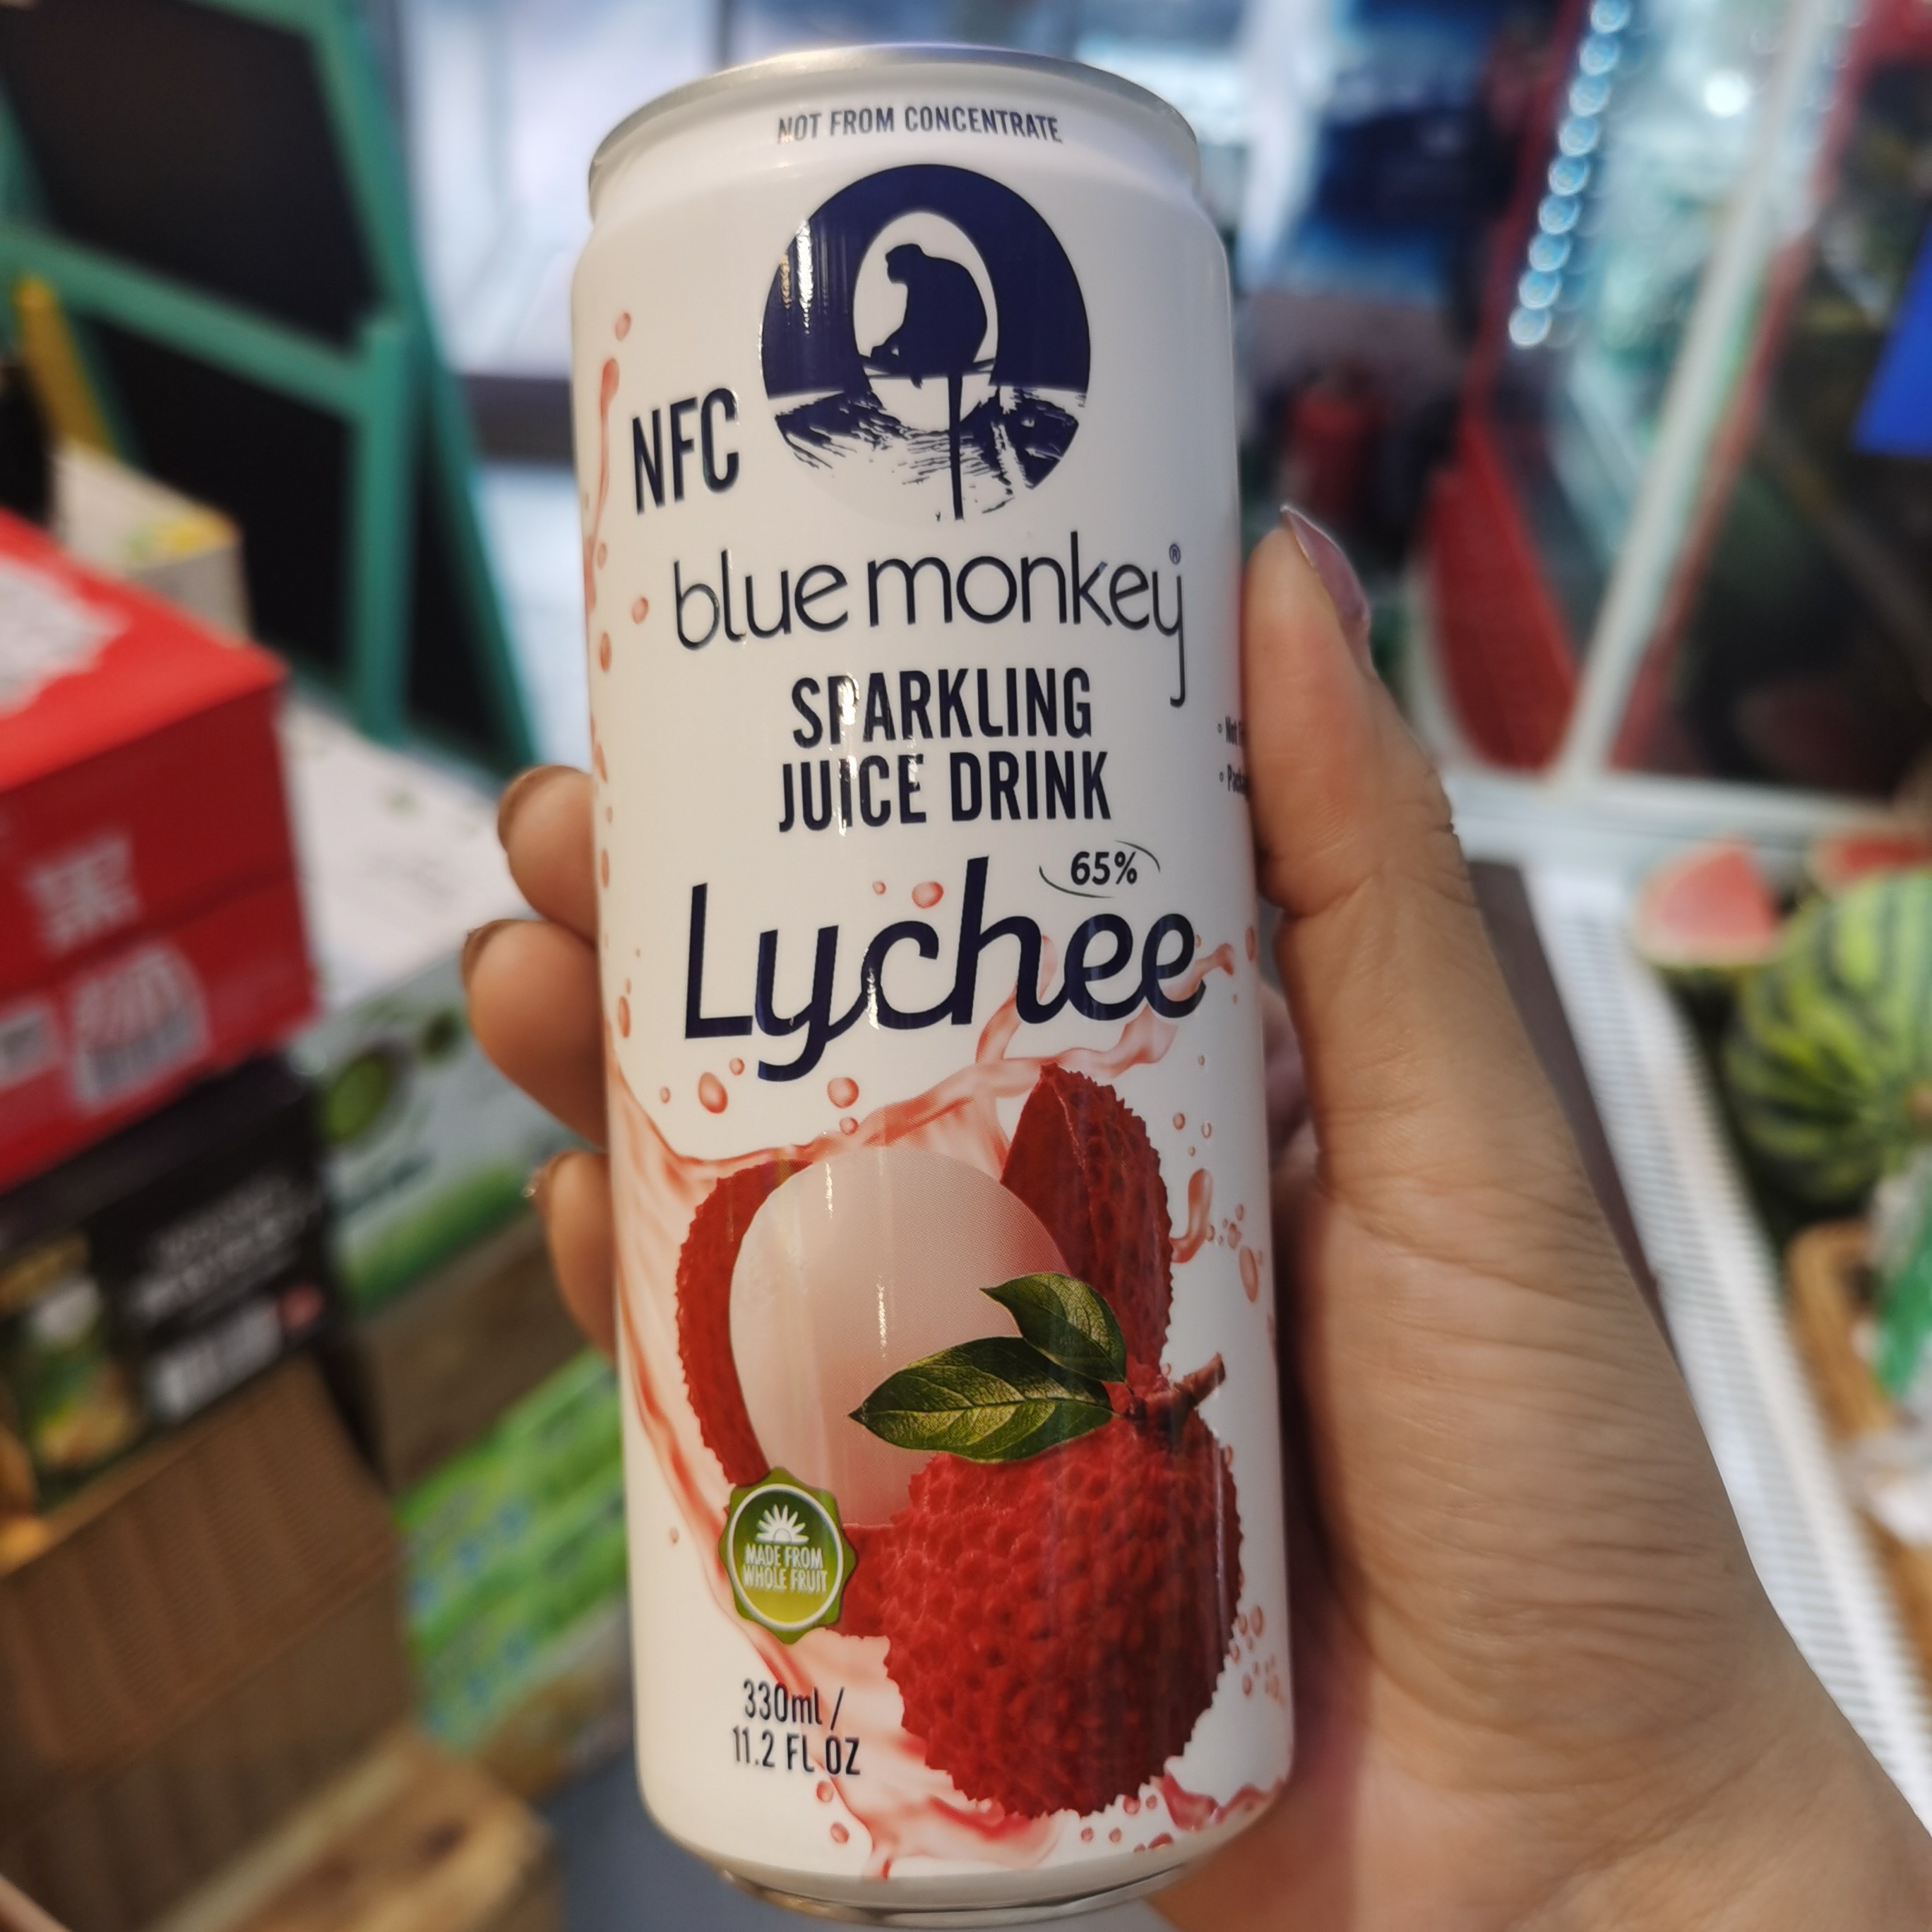 NOT FROM CONCENTRATE
NFC
blue monkey®
SPARKLING
JUICE DRINK
65%
Lychee
MADE FROM
WHOLE FRUIT
330ml /
11.2 FL OZ